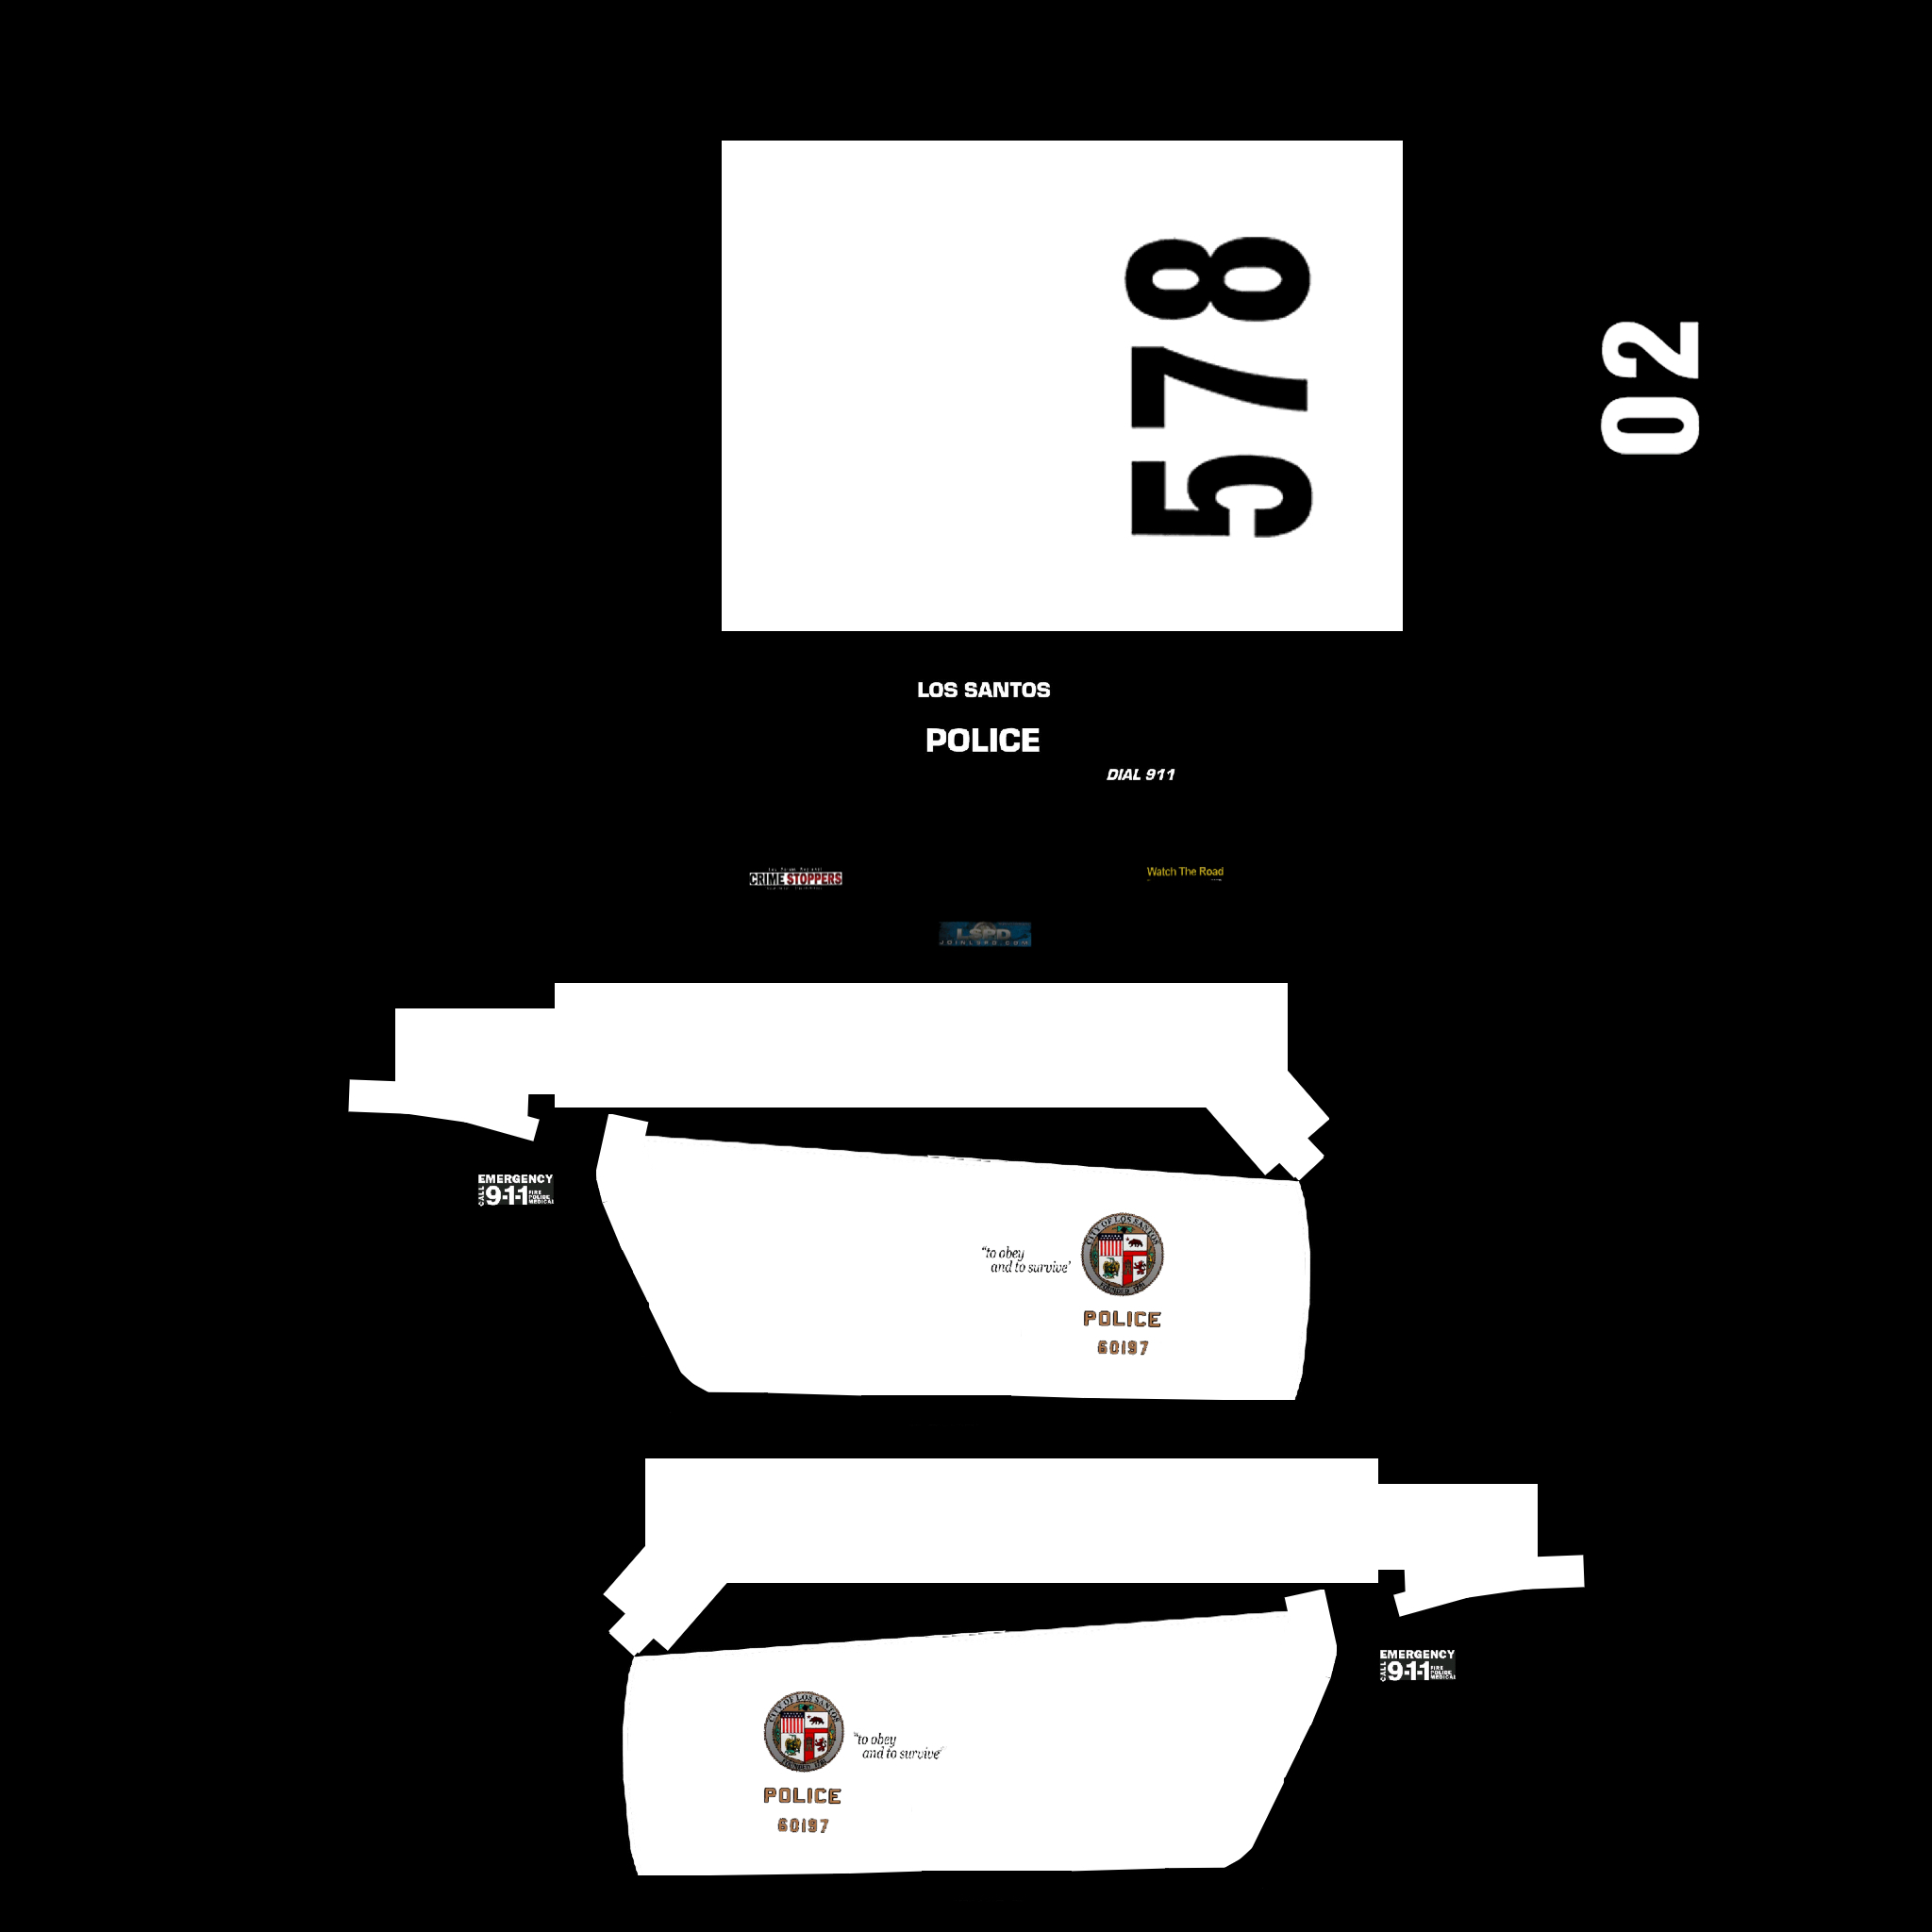 578
02
LOS SANTOS
POLICE
DIAL 911
CRIME STOPPERS
Watch The Road
LSPD
JOINLSPD.COM
EMERGENCY
CALL 9-1-1 FIRE POLICE MEDICAL
CITY OF LOS SANTOS
"to obey
and to survive'
POLICE
60197
EMERGENCY
CALL 9-1-1 FIRE POLICE MEDICAL
CITY OF LOS SANTOS
FOUNDED 1781
"to obey
and to survive"
POLICE
60197